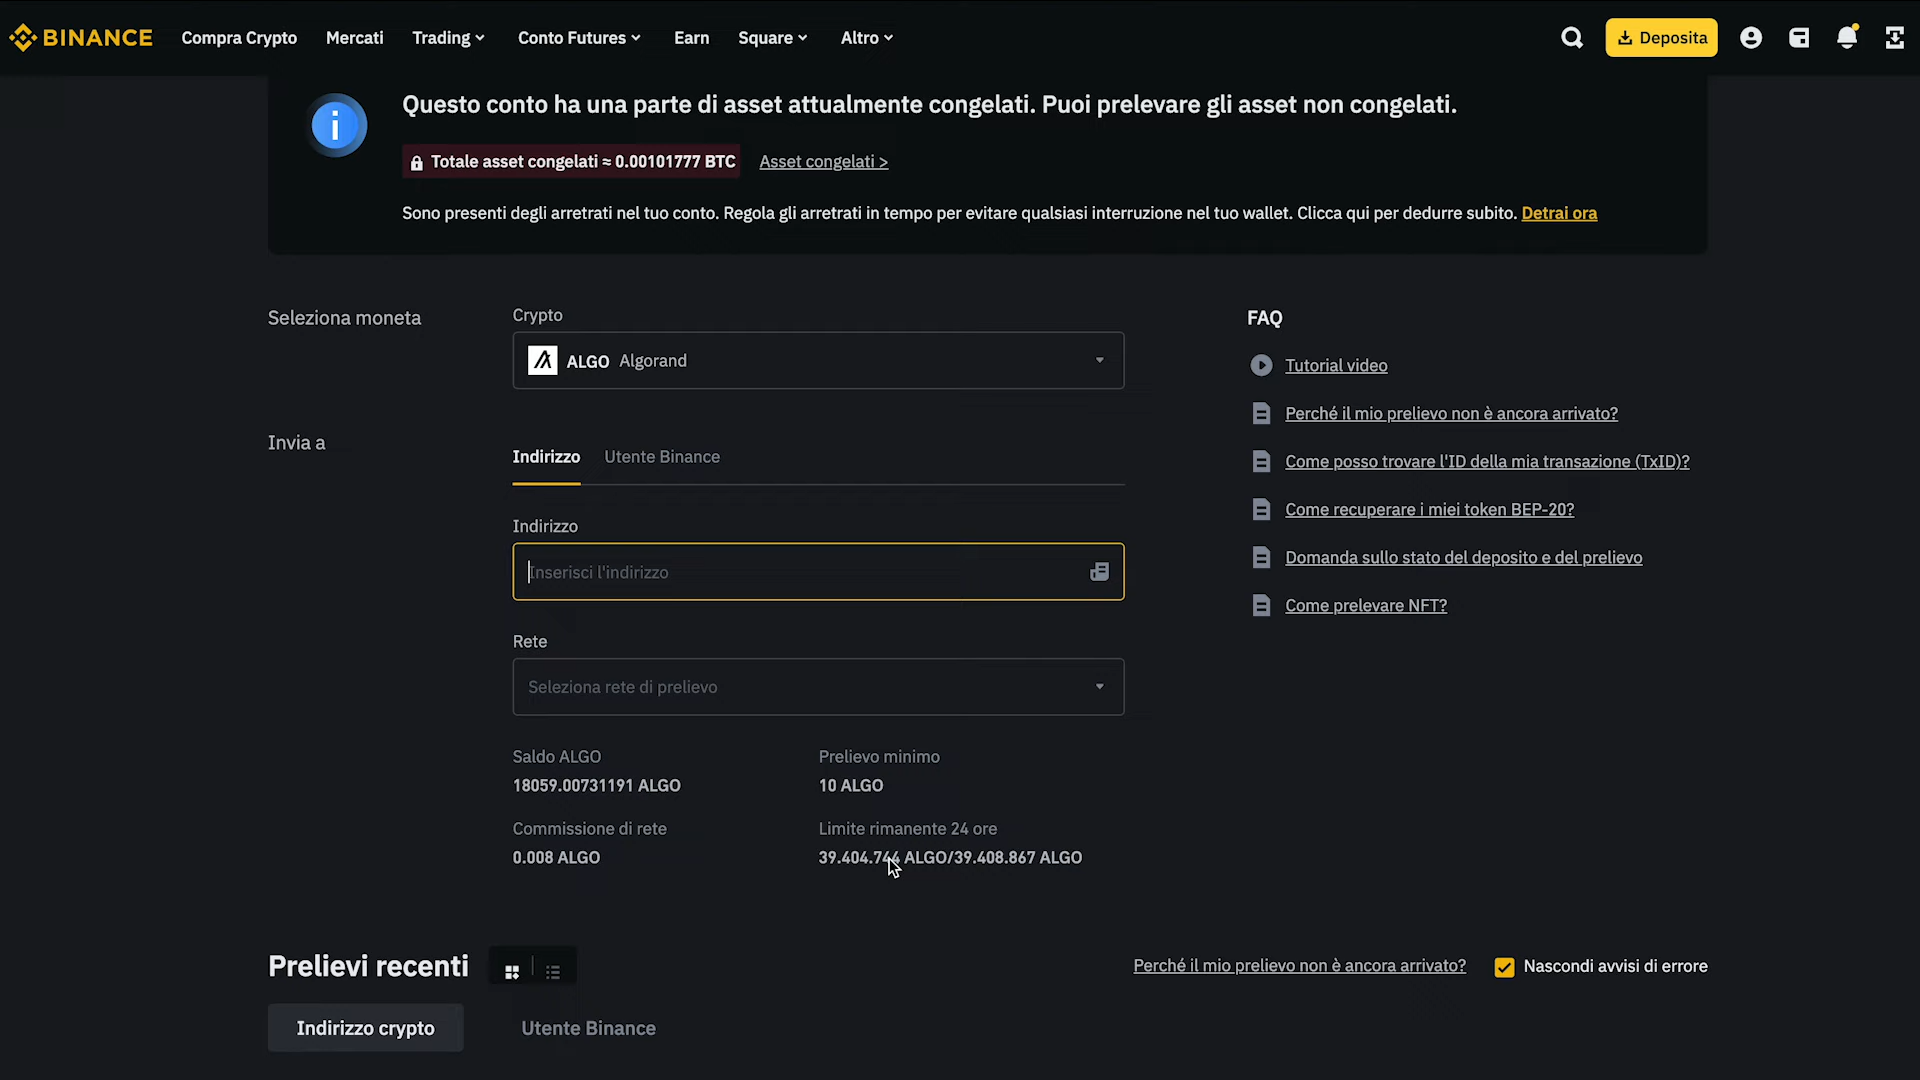 BINANCE Compra Crypto Mercati Trading Conto Futures Earn Square Altro Deposita
Questo conto ha una parte di asset attualmente congelati. Puoi prelevare gli asset non congelati.
Totale asset congelati ≈ 0.00101777 BTC Asset congelati >
Sono presenti degli arretrati nel tuo conto. Regola gli arretrati in tempo per evitare qualsiasi interruzione nel tuo wallet. Clicca qui per dedurre subito. Detrai ora
Seleziona moneta
Crypto
ALGO Algorand
Invia a
Indirizzo Utente Binance
Indirizzo
Inserisci l'indirizzo
Rete
Seleziona rete di prelievo
Saldo ALGO Prelievo minimo
18059.00731191 ALGO 10 ALGO
Commissione di rete Limite rimanente 24 ore
0.008 ALGO 39.404.744 ALGO/39.408.867 ALGO
FAQ
Tutorial video
Perché il mio prelievo non è ancora arrivato?
Come posso trovare l'ID della mia transazione (TxID)?
Come recuperare i miei token BEP-20?
Domanda sullo stato del deposito e del prelievo
Come prelevare NFT?
Prelievi recenti Perché il mio prelievo non è ancora arrivato? Nascondi avvisi di errore
Indirizzo crypto Utente Binance